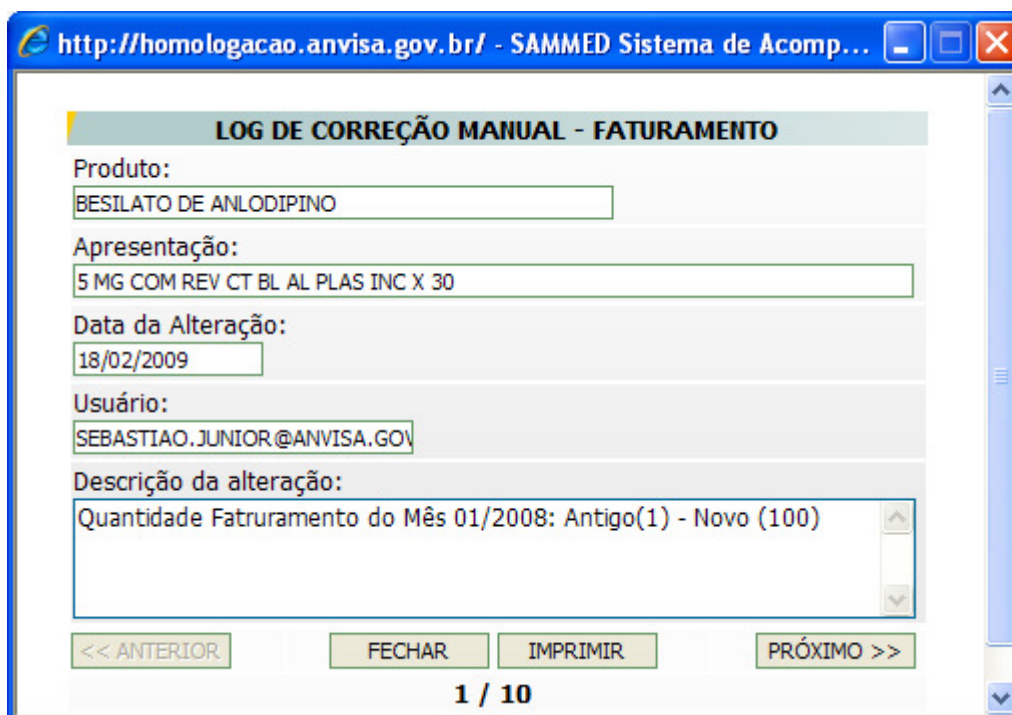 http://homologacao.anvisa.gov.br/ - SAMMED Sistema de Acomp...
LOG DE CORREÇÃO MANUAL - FATURAMENTO
Produto:
BESILATO DE ANLODIPINO
Apresentação:
5 MG COM REV CT BL AL PLAS INC X 30
Data da Alteração:
18/02/2009
Usuário:
SEBASTIAO.JUNIOR@ANVISA.GOV
Descrição da alteração:
Quantidade Fatruramento do Mês 01/2008: Antigo(1) - Novo (100)
<< ANTERIOR FECHAR IMPRIMIR PRÓXIMO >>
1 / 10